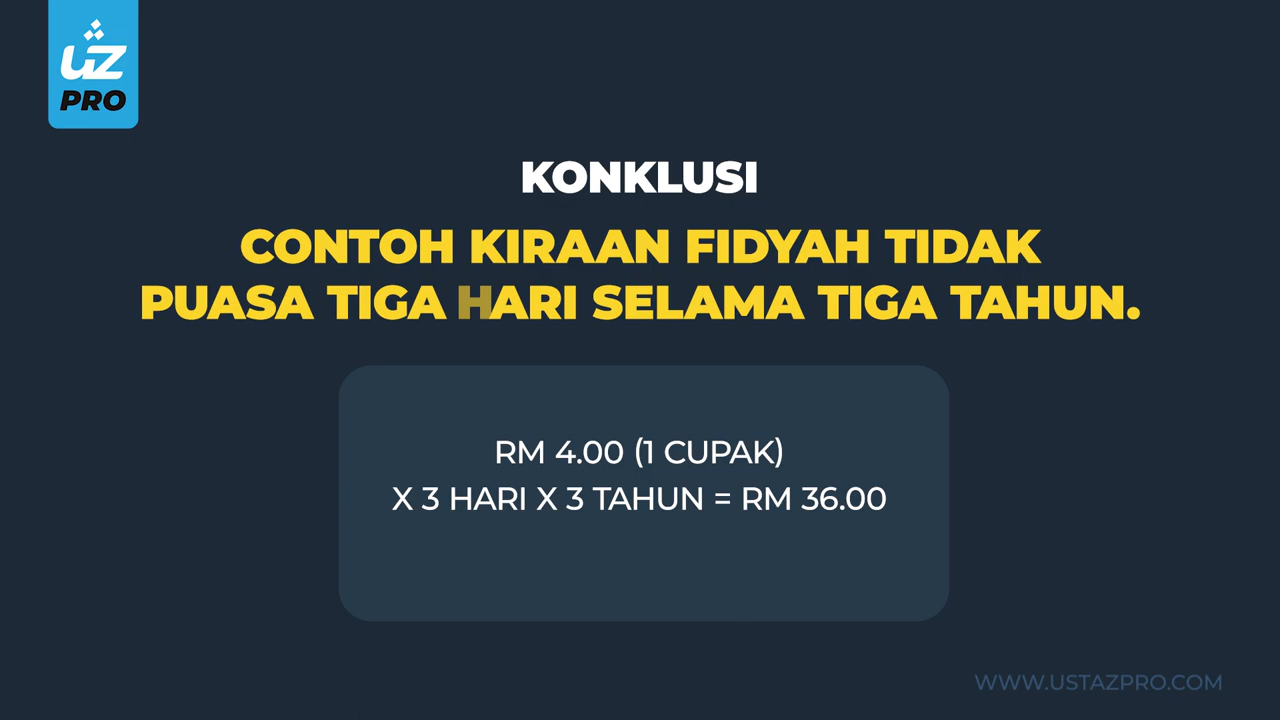 UZ
PRO
KONKLUSI
CONTOH KIRAAN FIDYAH TIDAK
PUASA TIGA HARI SELAMA TIGA TAHUN.
RM 4.00 (1 CUPAK)
X 3 HARI X 3 TAHUN = RM 36.00
WWW.USTAZPRO.COM